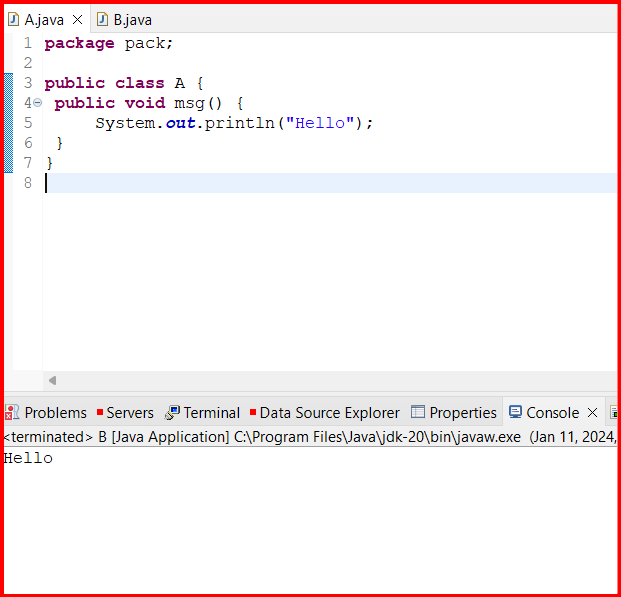 A.java B.java
1 package pack;
2
3 public class A {
4 public void msg() {
5 System.out.println("Hello");
6 }
7 }
8
Problems Servers Terminal Data Source Explorer Properties Console
<terminated> B [Java Application] C:\Program Files\Java\jdk-20\bin\javaw.exe (Jan 11, 2024,
Hello